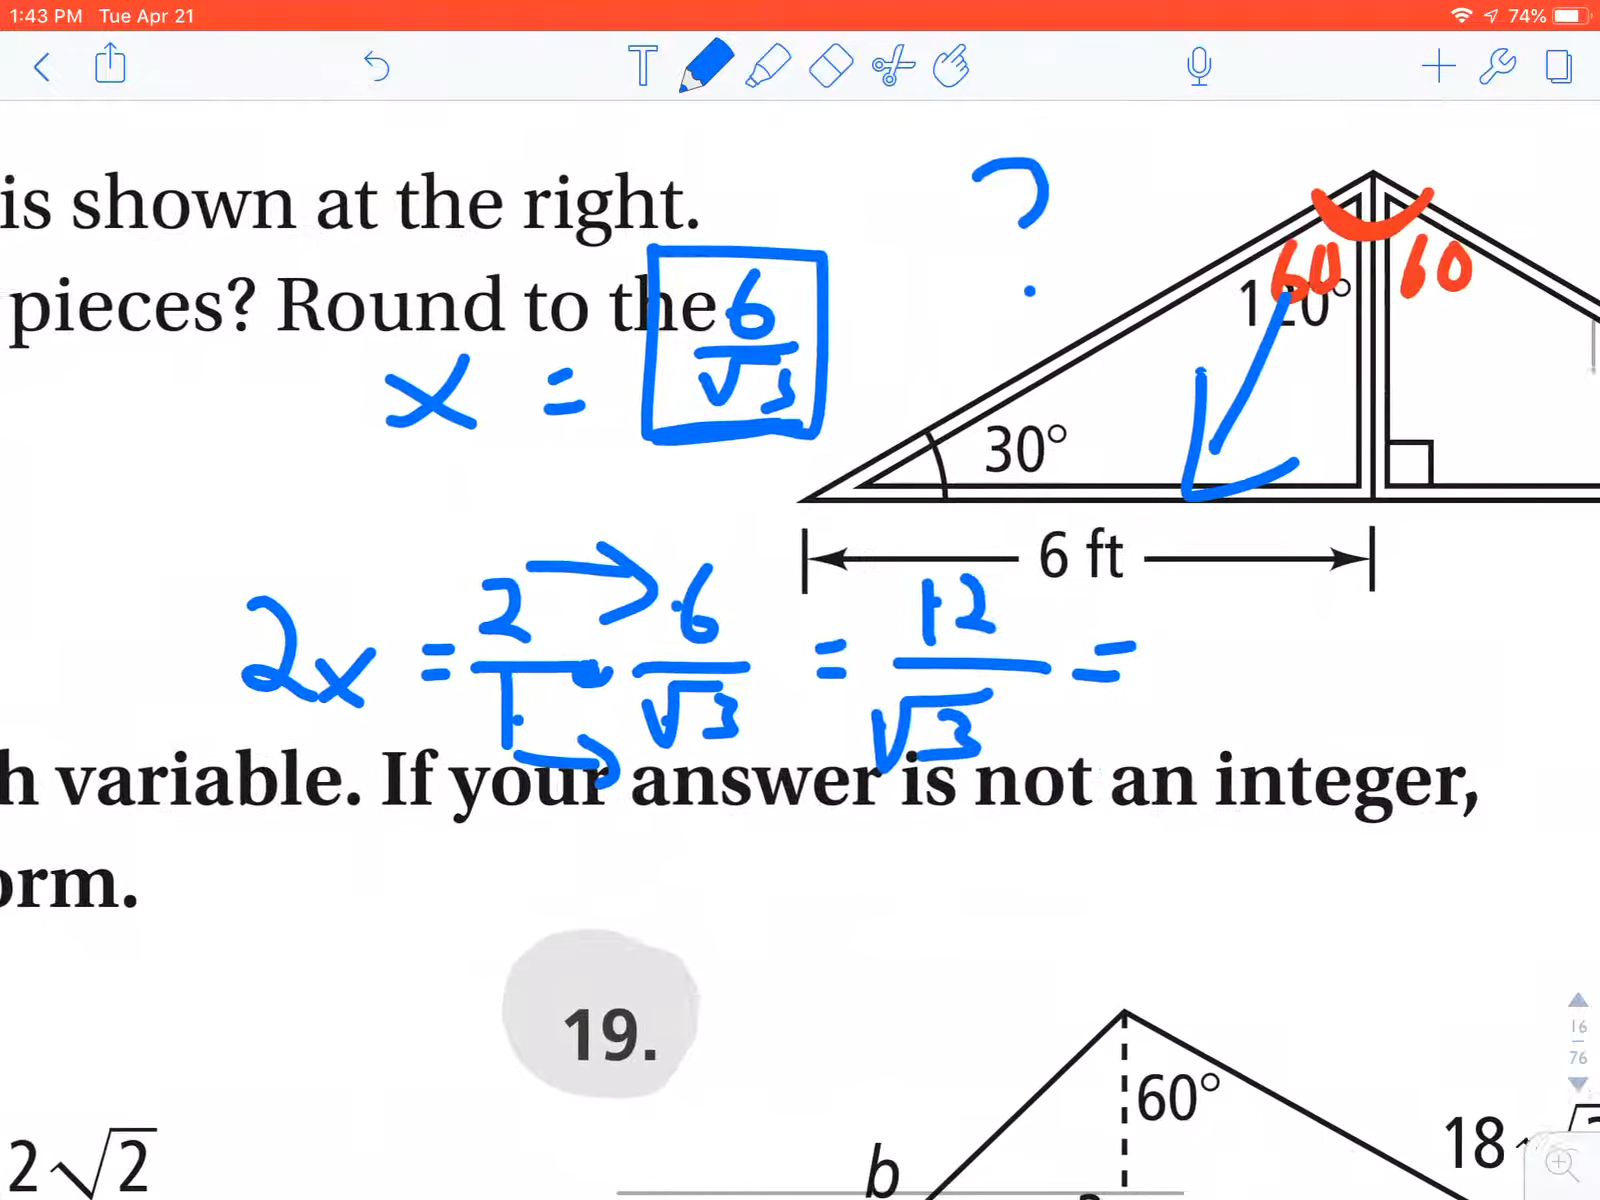 1:43 PM Tue Apr 21
74%
T
is shown at the right.
?
60 60
120°
pieces? Round to the
x = 6/√3
30°
6 ft
2x = 2/1 · 6/√3 = 12/√3 =
h variable. If your answer is not an integer,
orm.
19.
16
76
60°
2√2
b
18